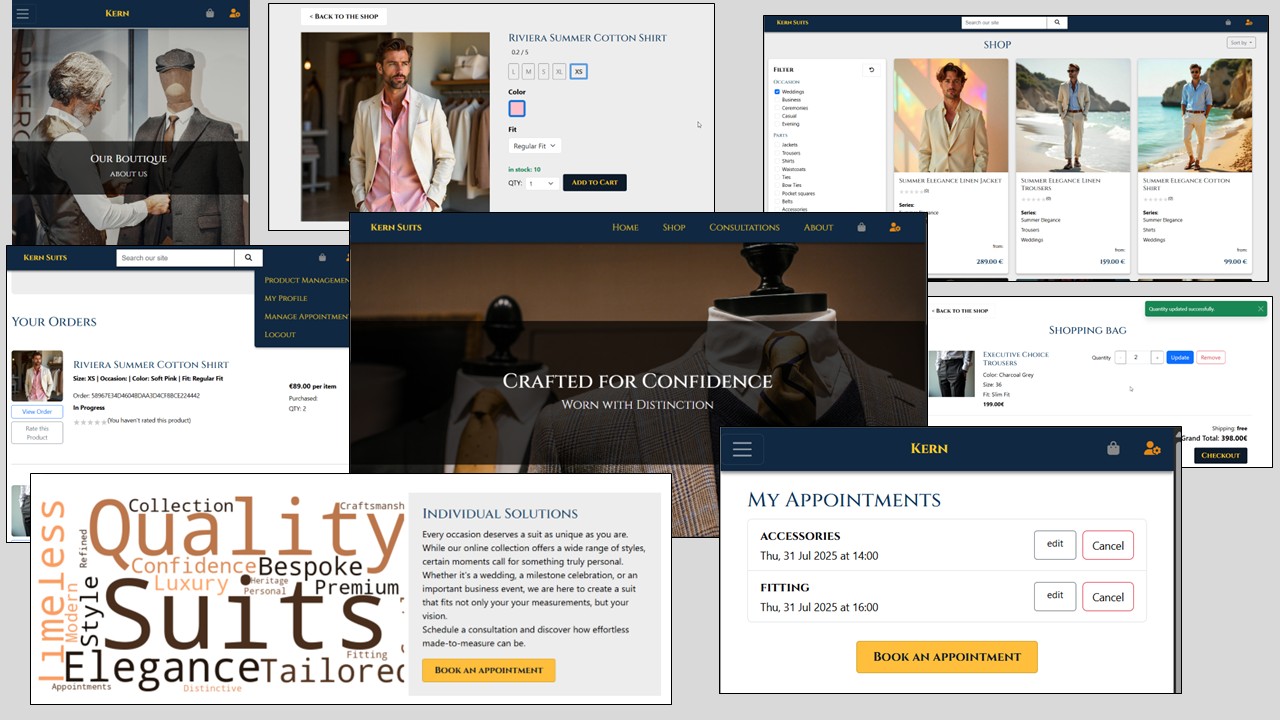 KERN
OUR BOUTIQUE
ABOUT US
< BACK TO THE SHOP
RIVIERA SUMMER COTTON SHIRT
0.2 / 5
L M S XL XS
Color
Fit
Regular Fit
in stock: 10
QTY: 1 ADD TO CART
KERN SUITS
Search our site
SHOP
Sort by
FILTER
OCCASION
Weddings
Business
Ceremonies
Casual
Evening
PARTS
Jackets
Trousers
Shirts
Waistcoats
Ties
Bow Ties
Pocket squares
Belts
Accessories
SUMMER ELEGANCE LINEN JACKET
(0)
Series:
SUMMER ELEGANCE LINEN
TROUSERS
(0)
Series:
Summer Elegance
Trousers
Weddings
SUMMER ELEGANCE COTTON
SHIRT
(0)
Series:
Summer Elegance
Shirts
Weddings
from:
289.00 €
from:
159.00 €
from:
99.00 €
KERN SUITS
HOME SHOP CONSULTATIONS ABOUT
CRAFTED FOR CONFIDENCE
WORN WITH DISTINCTION
KERN SUITS
Search our site
PRODUCT MANAGEMEN
MY PROFILE
MANAGE APPOINTMEN
LOGOUT
YOUR ORDERS
RIVIERA SUMMER COTTON SHIRT
Size: XS | Occasion: | Color: Soft Pink | Fit: Regular Fit
Order: 58967E34D4604BDAA3D4CF8BCE224442
In Progress
(You haven't rated this product)
View Order
Rate this
Product
€89.00 per item
Purchased:
QTY: 2
< BACK TO THE SHOP
Quantity updated successfully.
SHOPPING BAG
EXECUTIVE CHOICE
TROUSERS
Color: Charcoal Grey
Size: 36
Fit: Slim Fit
199.00€
Quantity - 2 + Update Remove
Shipping: free
Grand Total: 398.00€
CHECKOUT
Timeless
Quality
Collection
Craftsmansh
Refined
Confidence
Bespoke
Luxury
Heritage
Personal
Premium
Modern
Style
Suits
Elegance
Tailored
Fitting
Appointments
Distinctive
INDIVIDUAL SOLUTIONS
Every occasion deserves a suit as unique as you are.
While our online collection offers a wide range of styles,
certain moments call for something truly personal.
Whether it's a wedding, a milestone celebration, or an
important business event, we are here to create a suit
that fits not only your your measurements, but your
vision.
Schedule a consultation and discover how effortless
made-to-measure can be.
BOOK AN APPOINTMENT
KERN
MY APPOINTMENTS
ACCESSORIES
Thu, 31 Jul 2025 at 14:00
edit Cancel
FITTING
Thu, 31 Jul 2025 at 16:00
edit Cancel
BOOK AN APPOINTMENT